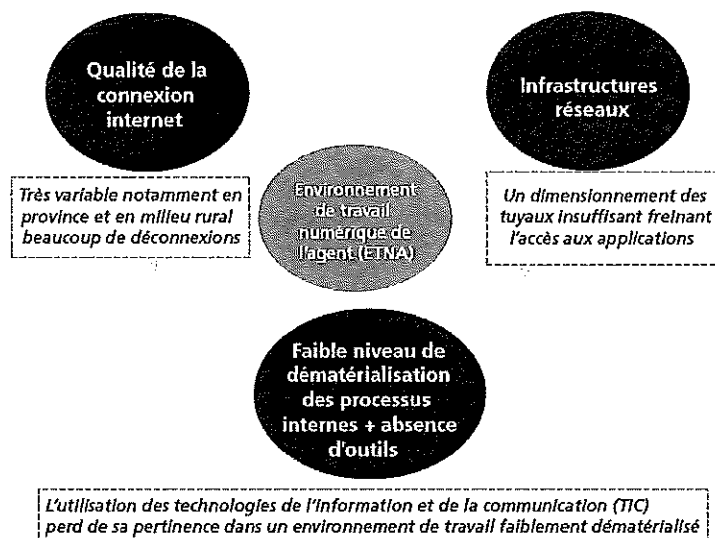 Qualité de la
connexion
internet
Infrastructures
réseaux
Très variable notamment en
province et en milieu rural
beaucoup de déconnexions
Environnement
de travail
numérique de
l'agent (ETNA)
Un dimensionnement des
tuyaux insuffisant freinant
l'accès aux applications
Faible niveau de
dématérialisation
des processus
internes + absence
d'outils
L'utilisation des technologies de l'information et de la communication (TIC)
perd de sa pertinence dans un environnement de travail faiblement dématérialisé